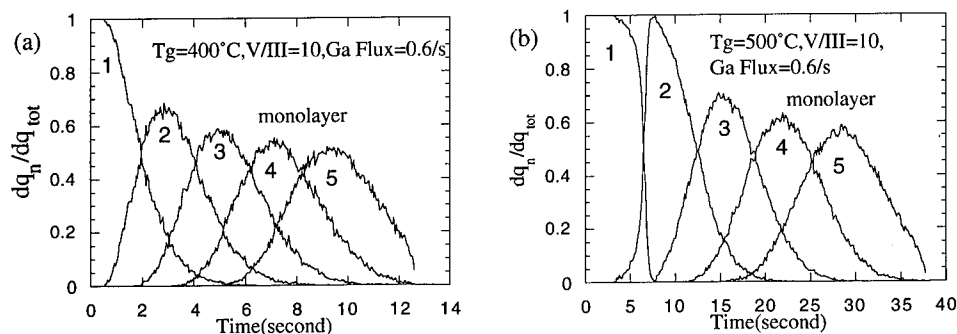 (a)
Tg=400°C,V/III=10,Ga Flux=0.6/s
monolayer
1
2
3
4
5
dq_n/dq_tot
1
0.8
0.6
0.4
0.2
0
0 2 4 6 8 10 12 14
Time(second)
(b)
Tg=500°C,V/III=10,
Ga Flux=0.6/s
monolayer
1
2
3
4
5
dq_n/dq_tot
1
0.8
0.6
0.4
0.2
0
0 5 10 15 20 25 30 35 40
Time(second)